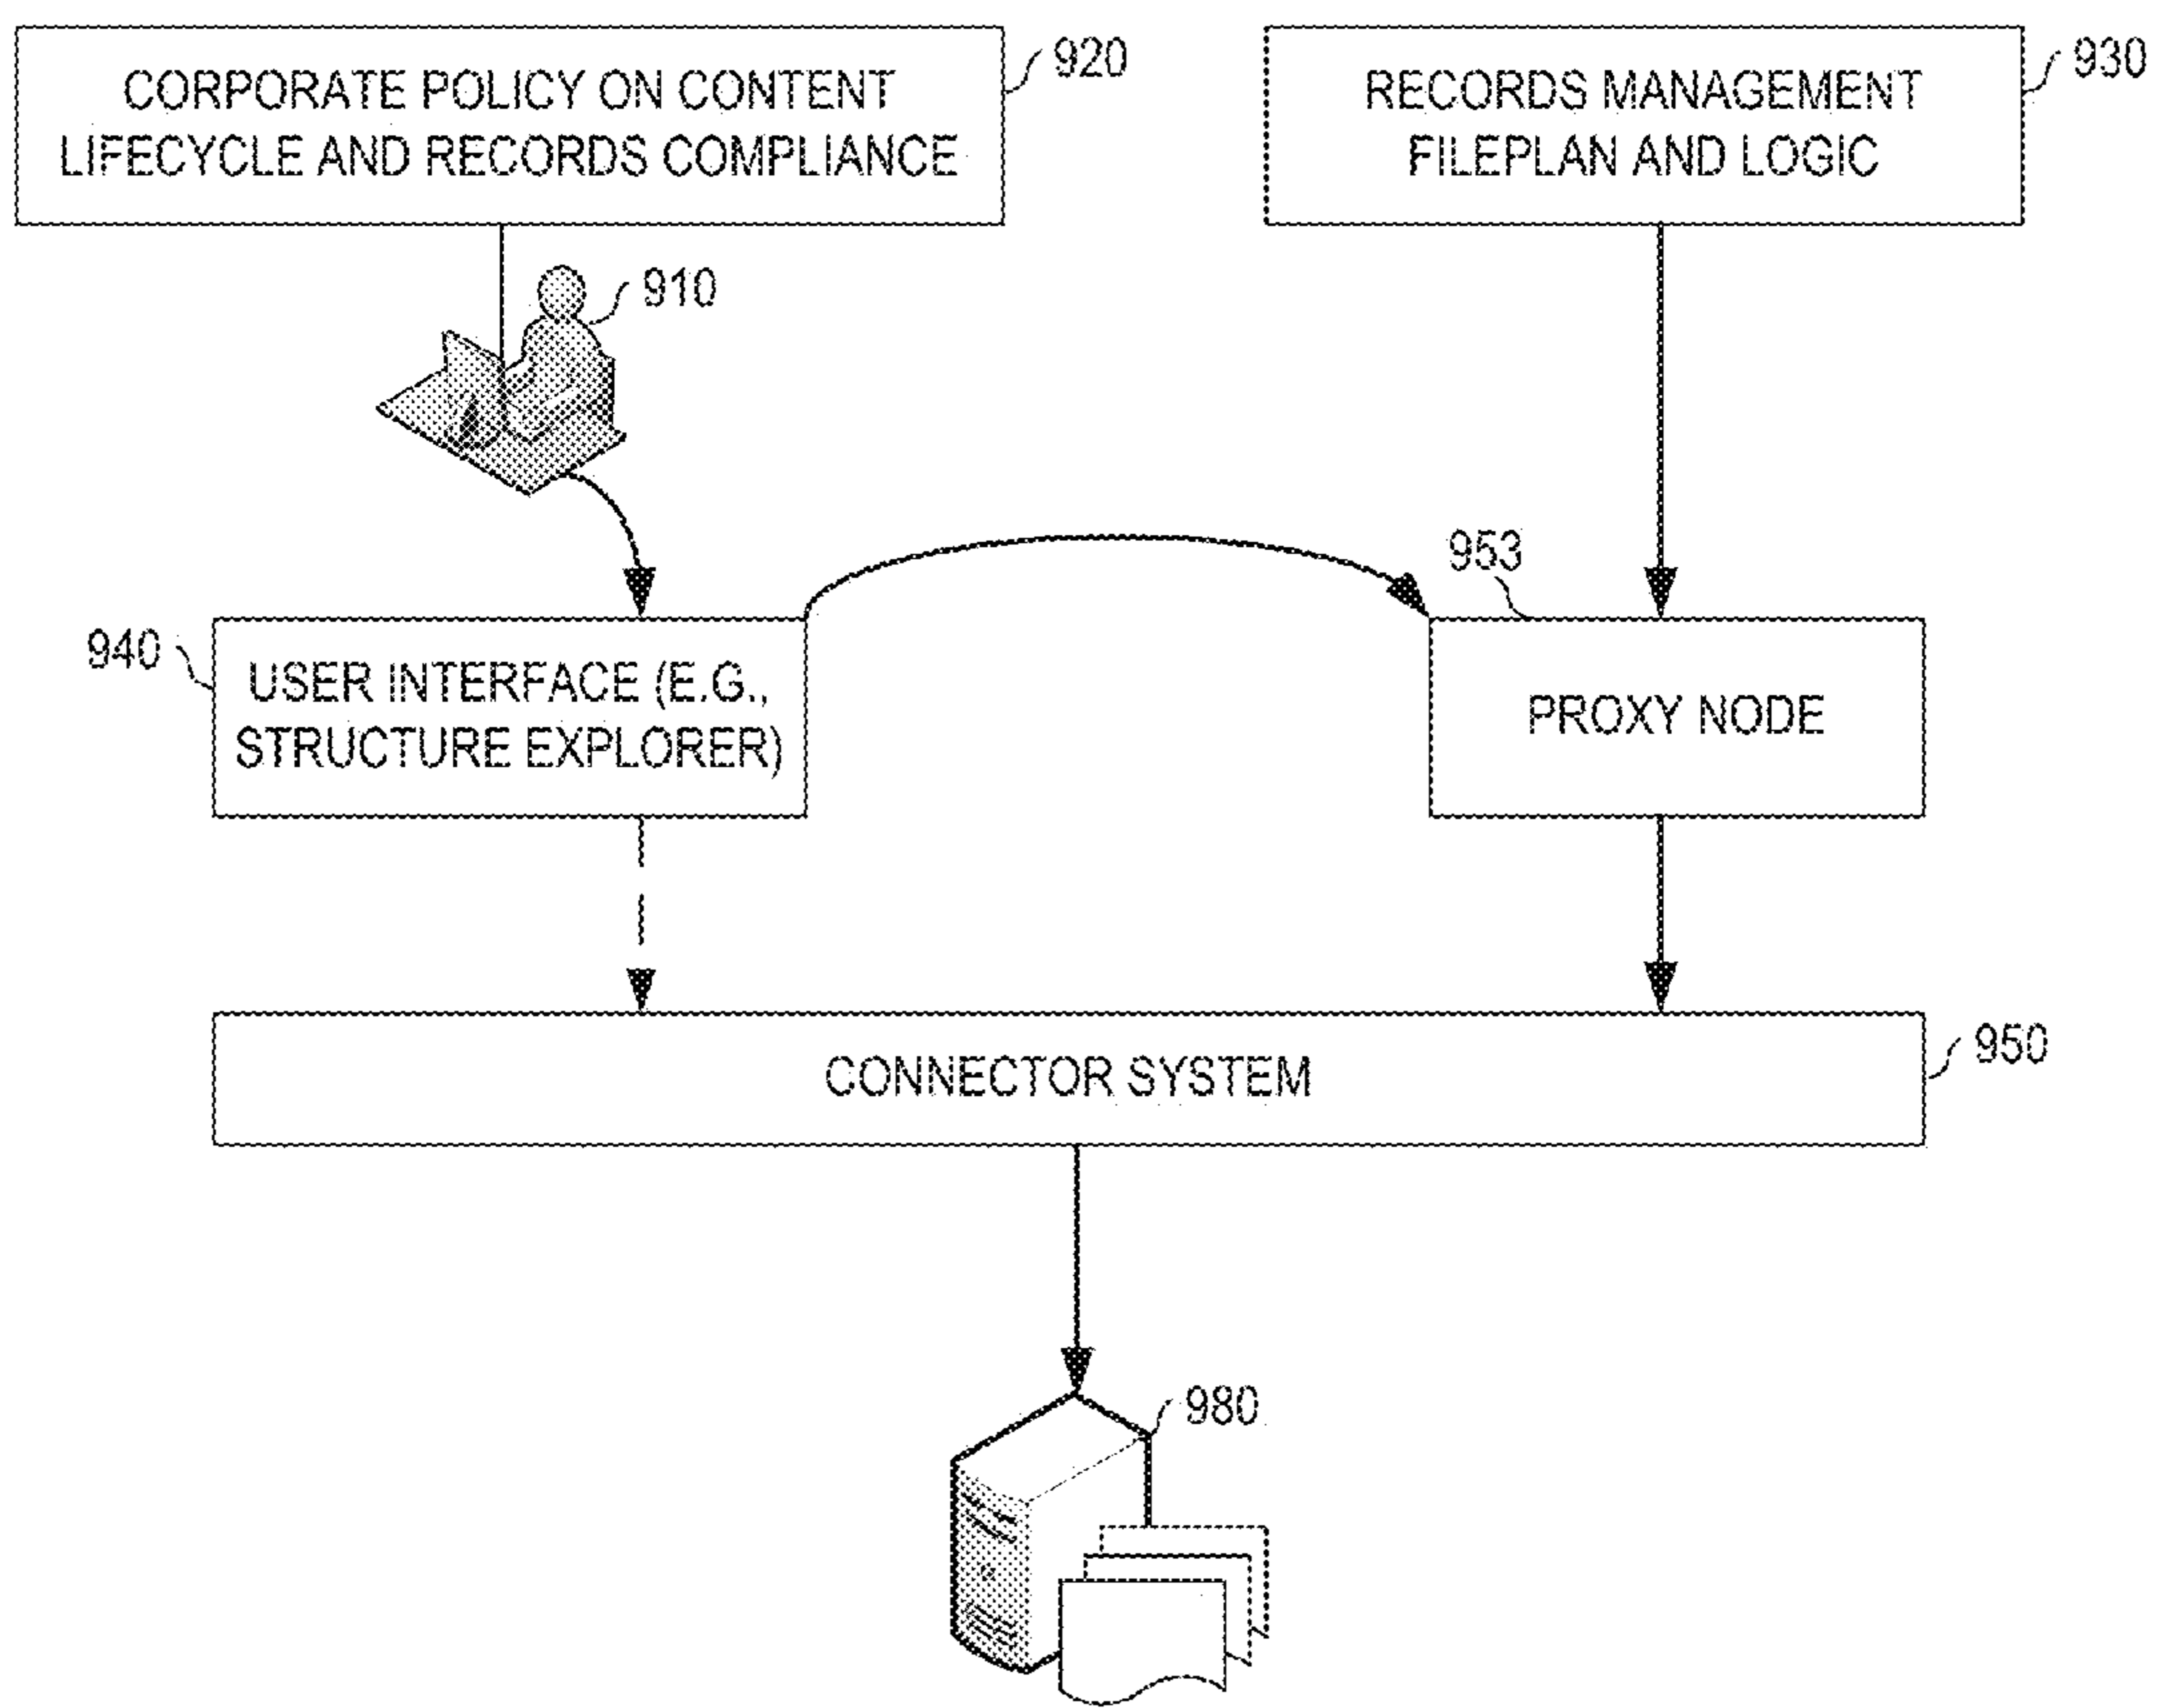 CORPORATE POLICY ON CONTENT
LIFECYCLE AND RECORDS COMPLIANCE
920
RECORDS MANAGEMENT
FILEPLAN AND LOGIC
930
910
953
940
USER INTERFACE (E.G.,
STRUCTURE EXPLORER)
PROXY NODE
CONNECTOR SYSTEM
950
980